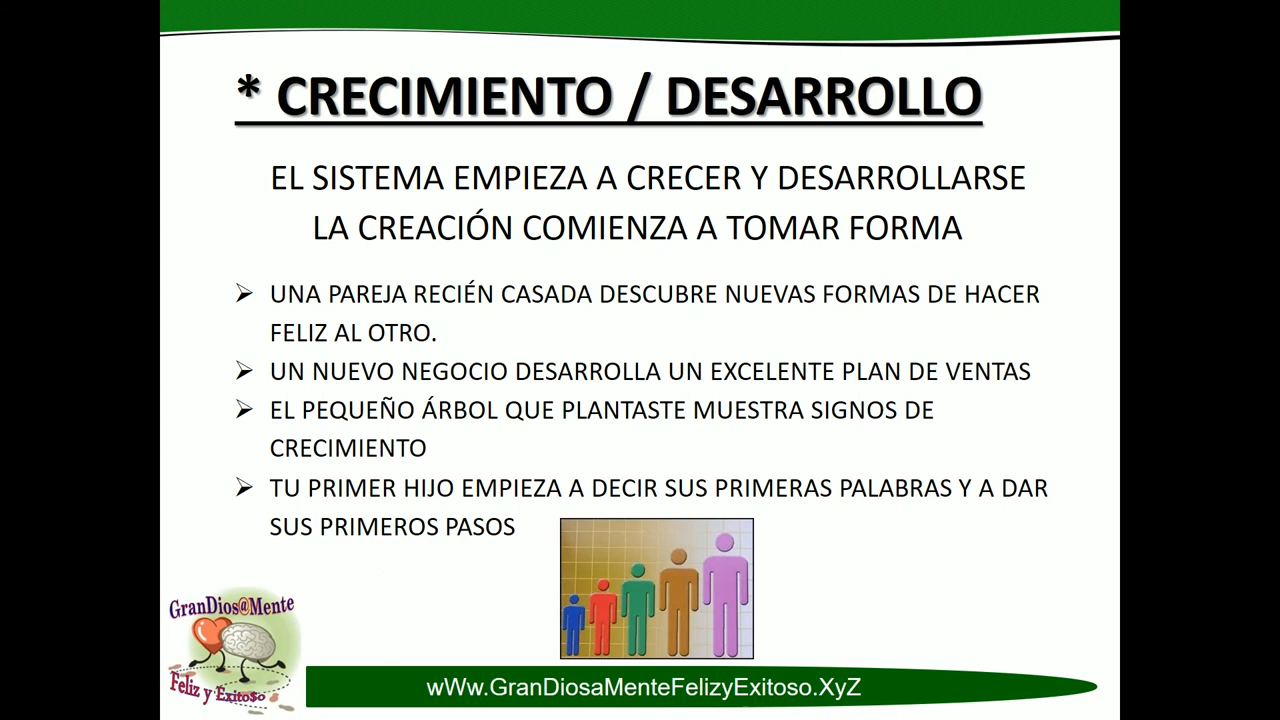 * CRECIMIENTO / DESARROLLO
EL SISTEMA EMPIEZA A CRECER Y DESARROLLARSE
LA CREACIÓN COMIENZA A TOMAR FORMA
UNA PAREJA RECIÉN CASADA DESCUBRE NUEVAS FORMAS DE HACER
FELIZ AL OTRO.
UN NUEVO NEGOCIO DESARROLLA UN EXCELENTE PLAN DE VENTAS
EL PEQUEÑO ÁRBOL QUE PLANTASTE MUESTRA SIGNOS DE
CRECIMIENTO
TU PRIMER HIJO EMPIEZA A DECIR SUS PRIMERAS PALABRAS Y A DAR
SUS PRIMEROS PASOS
GranDios@Mente
Feliz y Exito$o
wWw.GranDiosaMenteFelizyExitoso.XyZ